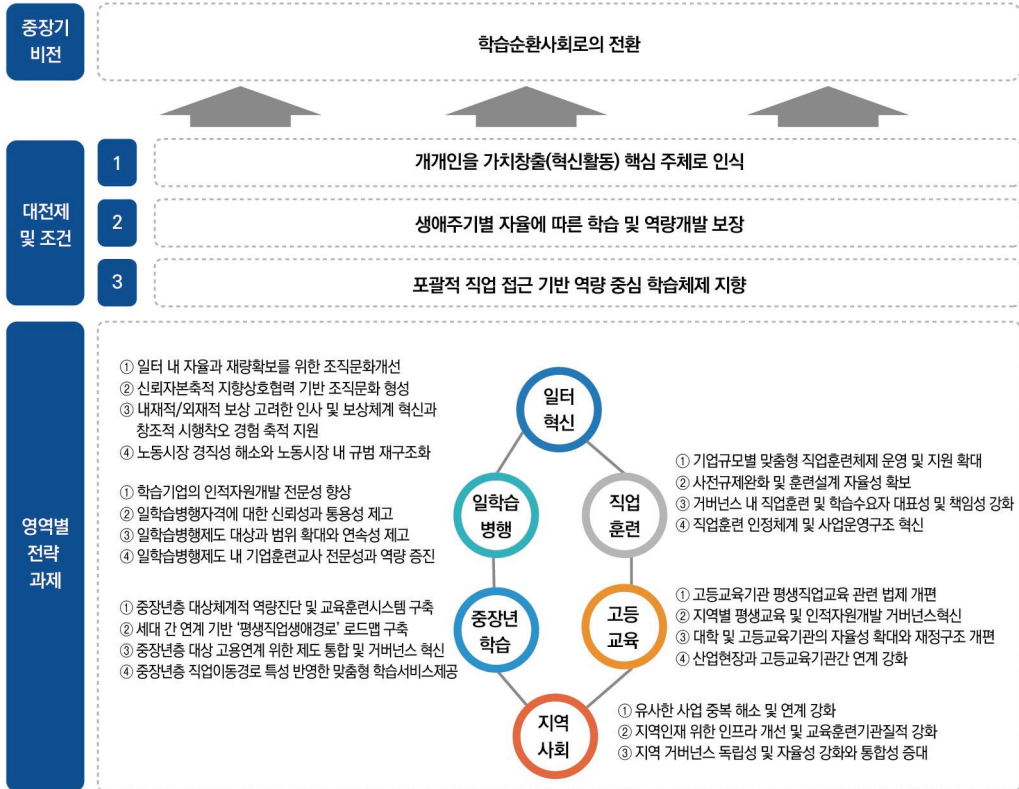 중장기
비전
학습순환사회로의 전환
대전제
및 조건
1
개개인을 가치창출(혁신활동) 핵심 주체로 인식
2
생애주기별 자율에 따른 학습 및 역량개발 보장
3
포괄적 직업 접근 기반 역량 중심 학습체제 지향
영역별
전략
과제
① 일터 내 자율과 재량확보를 위한 조직문화개선
② 신뢰자본축적 지향상호협력 기반 조직문화 형성
③ 내재적/외재적 보상 고려한 인사 및 보상체계 혁신과
창조적 시행착오 경험 축적 지원
④ 노동시장 경직성 해소와 노동시장 내 규범 재구조화
일터
혁신
① 학습기업의 인적자원개발 전문성 향상
② 일학습병행자격에 대한 신뢰성과 통용성 제고
③ 일학습병행제도 대상과 범위 확대와 연속성 제고
④ 일학습병행제도 내 기업훈련교사 전문성과 역량 증진
일학습
병행
직업
훈련
① 기업규모별 맞춤형 직업훈련체제 운영 및 지원 확대
② 사전규제완화 및 훈련설계 자율성 확보
③ 거버넌스 내 직업훈련 및 학습수요자 대표성 및 책임성 강화
④ 직업훈련 인정체계 및 사업운영구조 혁신
① 중장년층 대상체계적 역량진단 및 교육훈련시스템 구축
② 세대 간 연계 기반 '평생직업생애경로' 로드맵 구축
③ 중장년층 대상 고용연계 위한 제도 통합 및 거버넌스 혁신
④ 중장년층 직업이동경로 특성 반영한 맞춤형 학습서비스제공
중장년
학습
고등
교육
① 고등교육기관 평생직업교육 관련 법제 개편
② 지역별 평생교육 및 인적자원개발 거버넌스혁신
③ 대학 및 고등교육기관의 자율성 확대와 재정구조 개편
④ 산업현장과 고등교육기관간 연계 강화
지역
사회
① 유사한 사업 중복 해소 및 연계 강화
② 지역인재 위한 인프라 개선 및 교육훈련기관질적 강화
③ 지역 거버넌스 독립성 및 자율성 강화와 통합성 증대